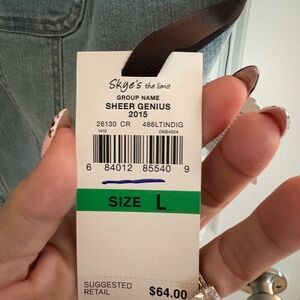 Skye's the limit
GROUP NAME
SHEER GENIUS
2015
26130 CR 486LTINDIG
1410 DNS4004
6 84012 85540 9
SIZE L
SUGGESTED
RETAIL $64.00